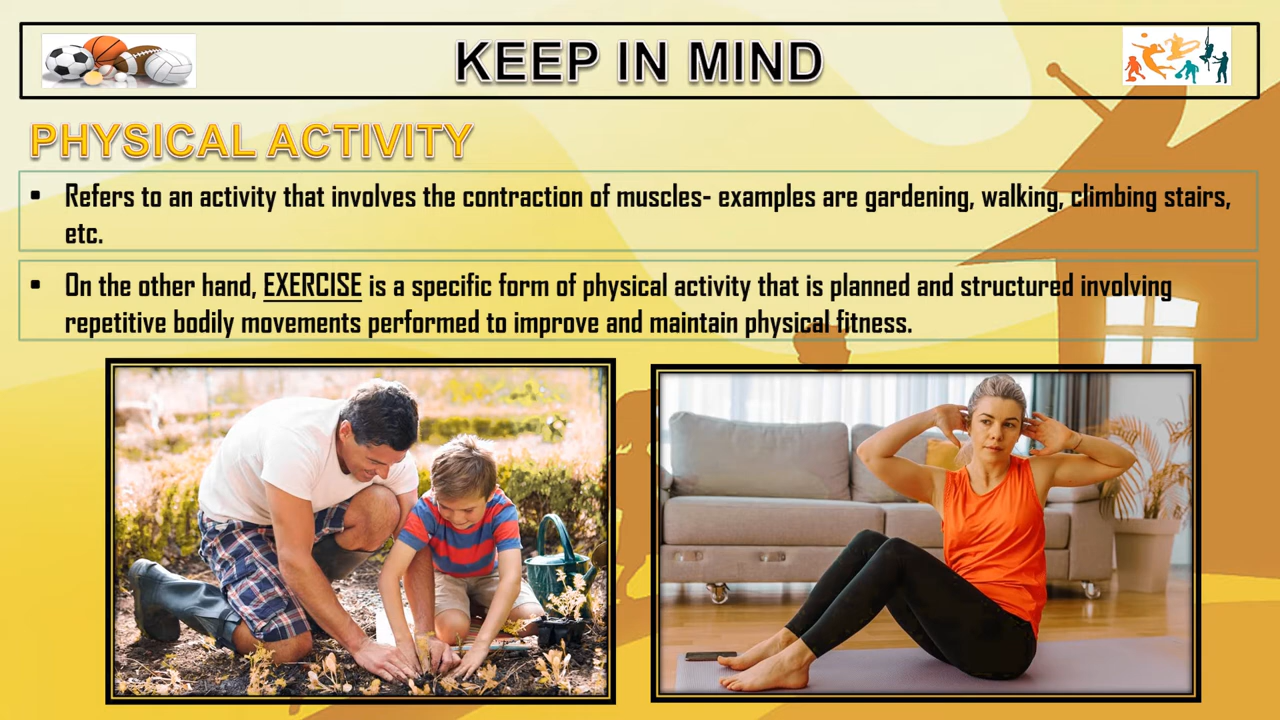 KEEP IN MIND
PHYSICAL ACTIVITY
• Refers to an activity that involves the contraction of muscles- examples are gardening, walking, climbing stairs,
etc.
• On the other hand, EXERCISE is a specific form of physical activity that is planned and structured involving
repetitive bodily movements performed to improve and maintain physical fitness.